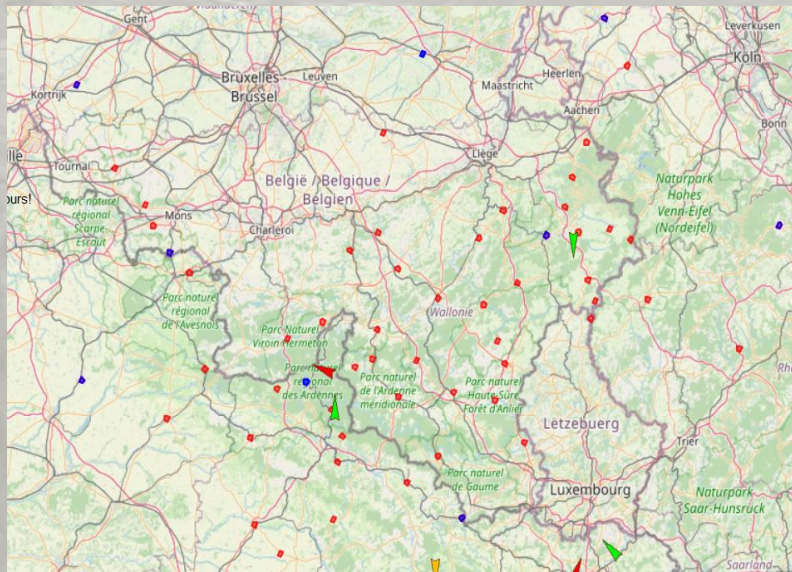 Vlaanderen
Gent
Leverkusen
Köln
Bruxelles -
Brussel
Leuven
Maastricht
Heerlen
Kortrijk
Aachen
Bonn
lle
Tournai
Liège
België / Belgique /
Belgien
Naturpark
Hohes
Venn-Eifel
(Nordeifel)
ours!
Parc naturel
régional
Scarpe-
Escaut
Mons
Charleroi
Parc naturel
régional
de l'Avesnois
Wallonie
Parc Naturel
Viroin Hermeton
Parc naturel
régional
des Ardennes
Parc naturel
de l'Ardenne
méridionale
Parc naturel
Haute-Sûre
Forêt d'Anlier
Lëtzebuerg
Trier
Parc naturel
de Gaume
Luxembourg
Naturpark
Saar-Hunsrück
Saarland